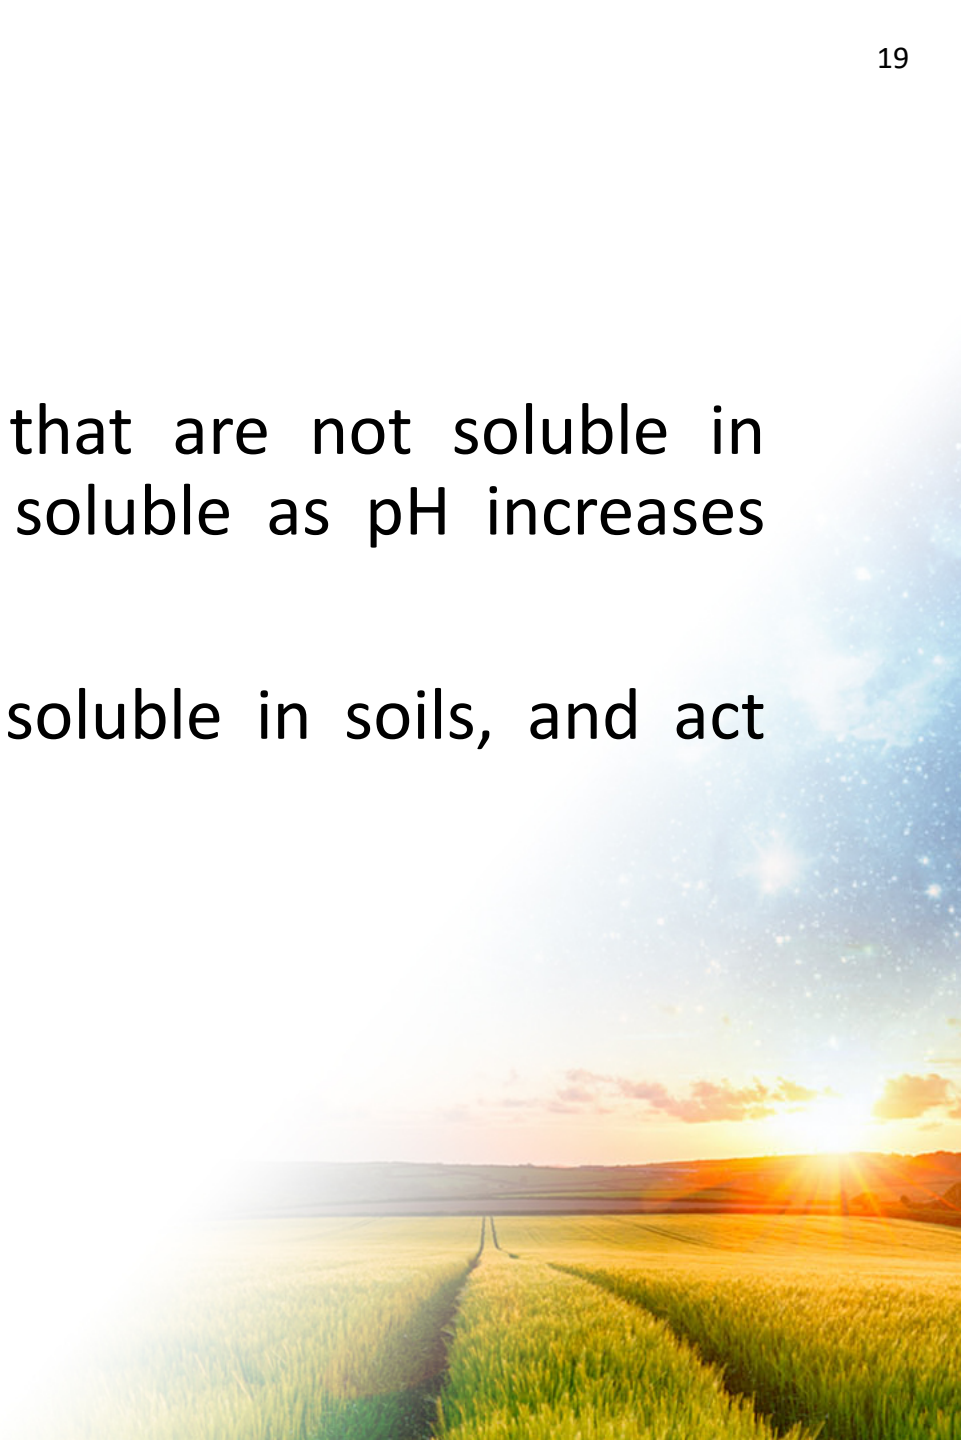 19
that are not soluble in
soluble as pH increases
soluble in soils, and act